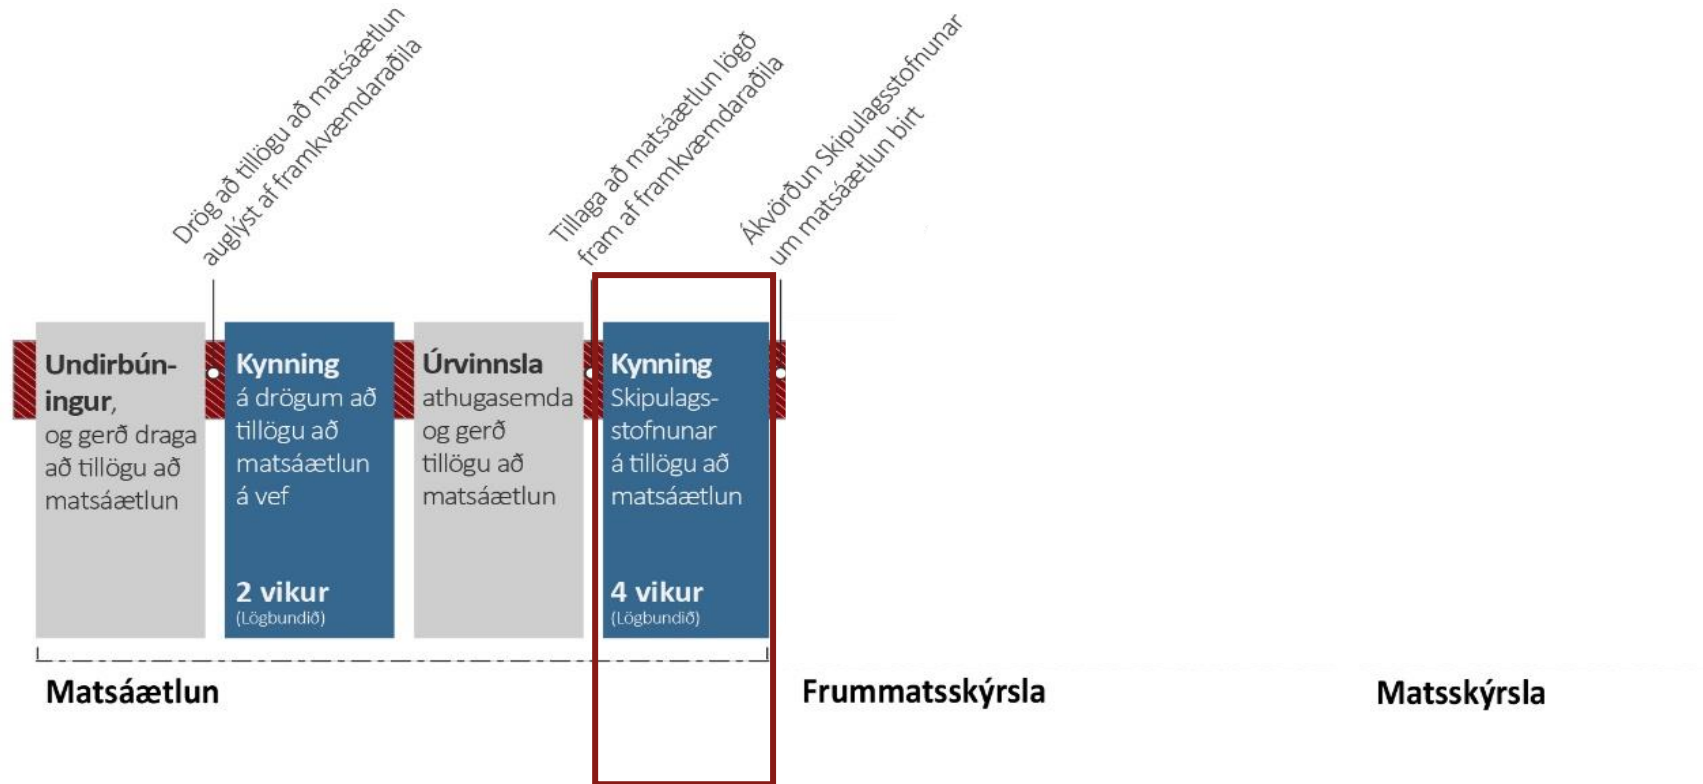 Drög að tillögu að matsáætlun
auglýst af framkvæmdaraðila
Tillaga að matsáætlun lögð
fram af framkvæmdaraðila
Ákvörðun Skipulagsstofnunar
um matsáætlun birt
Undirbún-
ingur,
og gerð draga
að tillögu að
matsáætlun
Kynning
á drögum að
tillögu að
matsáætlun
á vef
2 vikur
(Lögbundið)
Úrvinnsla
athugasemda
og gerð
tillögu að
matsáætlun
Kynning
Skipulags-
stofnunar
á tillögu að
matsáætlun
4 vikur
(Lögbundið)
Matsáætlun
Frummatsskýrsla
Matsskýrsla